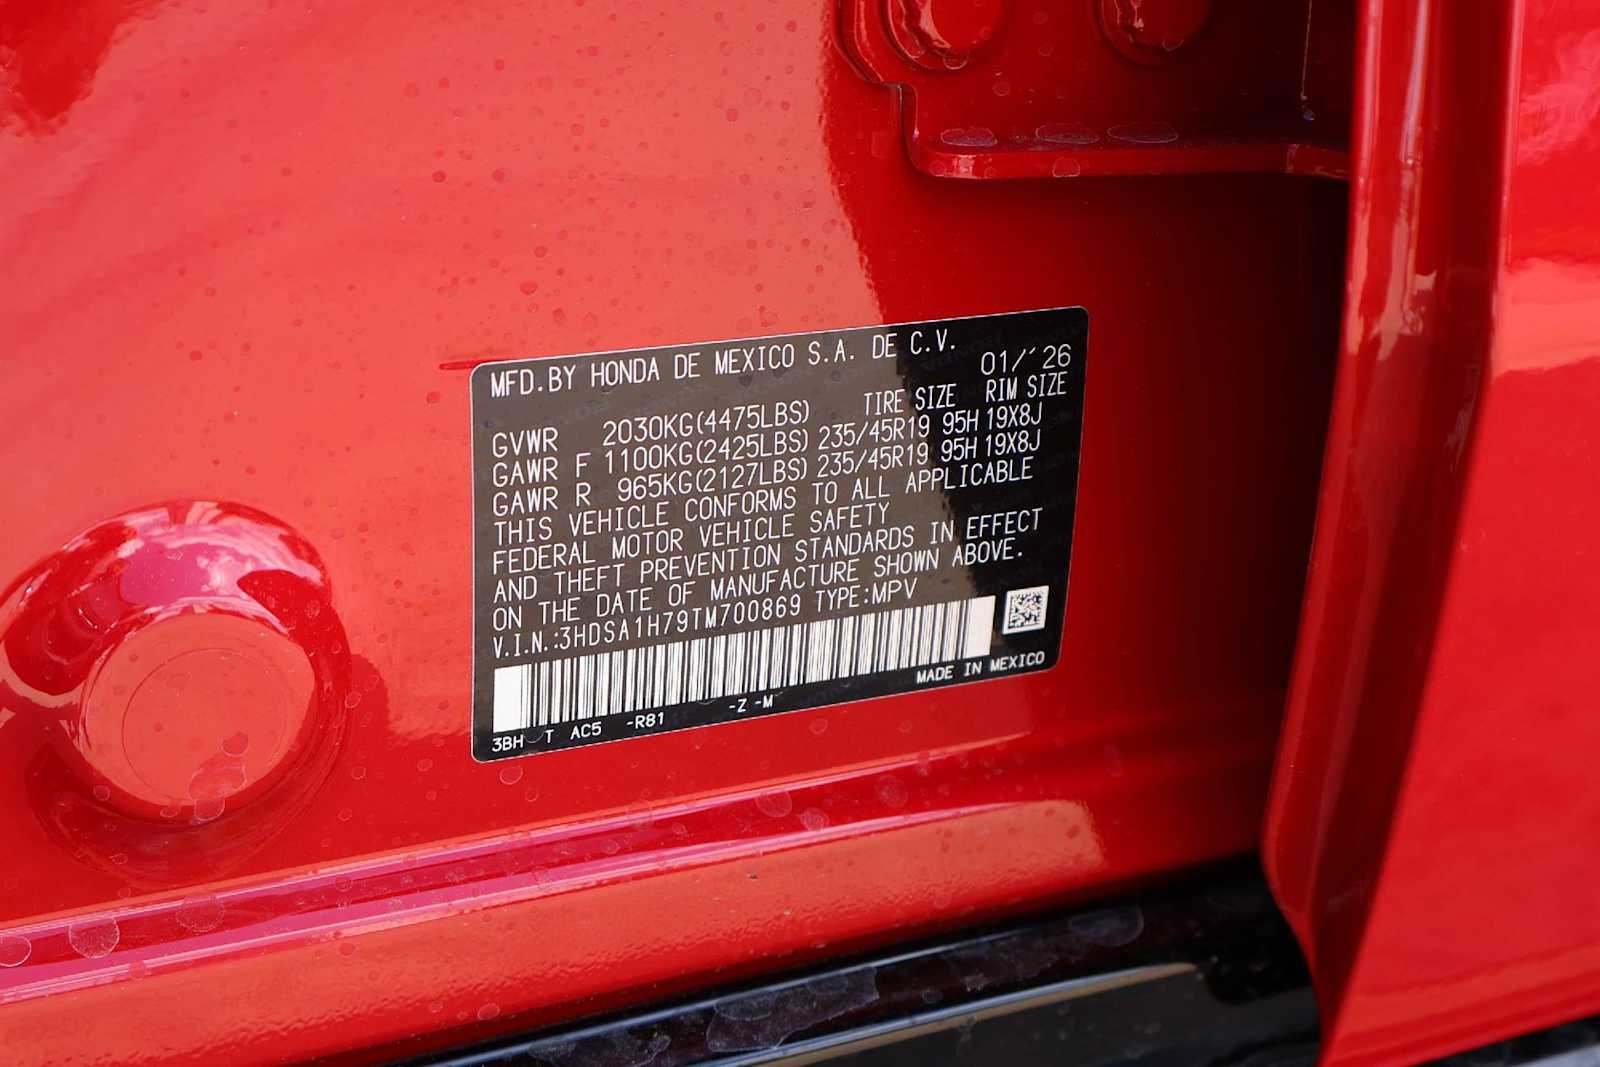 MFD.BY HONDA DE MEXICO S.A. DE C.V.
01/´26
TIRE SIZE RIM SIZE
GVWR 2030KG(4475LBS)
GAWR F 1100KG(2425LBS) 235/45R19 95H 19X8J
GAWR R 965KG(2127LBS) 235/45R19 95H 19X8J
THIS VEHICLE CONFORMS TO ALL APPLICABLE
FEDERAL MOTOR VEHICLE SAFETY
AND THEFT PREVENTION STANDARDS IN EFFECT
ON THE DATE OF MANUFACTURE SHOWN ABOVE.
V.I.N.:3HDSA1H79TM700869 TYPE:MPV
MADE IN MEXICO
3BH T AC5 -R81 -Z -M